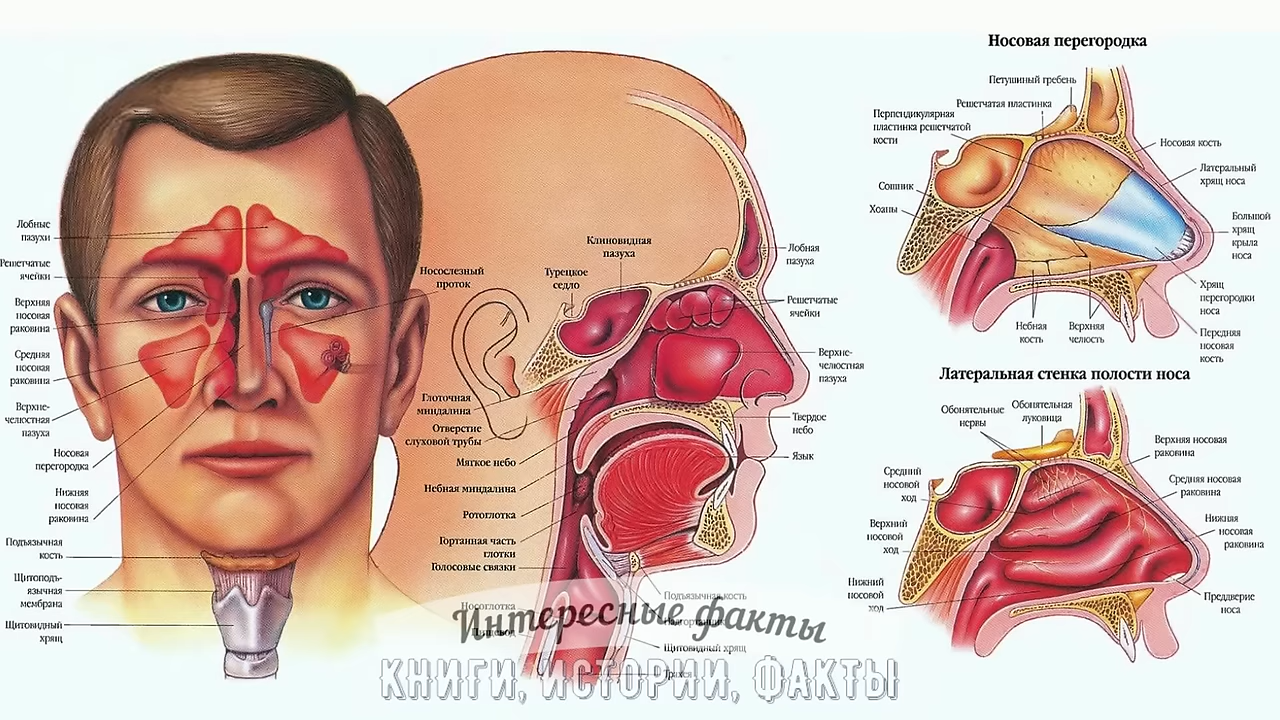 Лобные
пазухи
Решетчатые
ячейки
Верхняя
носовая
раковина
Средняя
носовая
раковина
Верхне-
челюстная
пазуха
Носовая
перегородка
Нижняя
носовая
раковина
Подъязычная
кость
Щитоподъ-
язычная
мембрана
Щитовидный
хрящ
Носослезный
проток
Клиновидная
пазуха
Турецкое
седло
Глоточная
миндалина
Отверстие
слуховой трубы
Мягкое небо
Небная миндалина
Ротоглотка
Гортанная часть
глотки
Голосовые связки
Носоглотка
Пищевод
Лобная
пазуха
Решетчатые
ячейки
Верхне-
челюстная
пазуха
Твердое
небо
Язык
Подъязычная кость
Надгортанник
Щитовидный хрящ
Трахея
Носовая перегородка
Петушиный гребень
Решетчатая пластинка
Перпендикулярная
пластинка решетчатой
кости
Сошник
Хоаны
Носовая кость
Латеральный
хрящ носа
Большой
хрящ
крыла
носа
Хрящ
перегородки
носа
Передняя
носовая
кость
Небная
кость
Верхняя
челюсть
Латеральная стенка полости носа
Обонятельные
нервы
Обонятельная
луковица
Средний
носовой
ход
Верхний
носовой
ход
Нижний
носовой
ход
Верхняя носовая
раковина
Средняя носовая
раковина
Нижняя
носовая
раковина
Преддверие
носа
Интересные факты
КНИГИ, ИСТОРИИ, ФАКТЫ